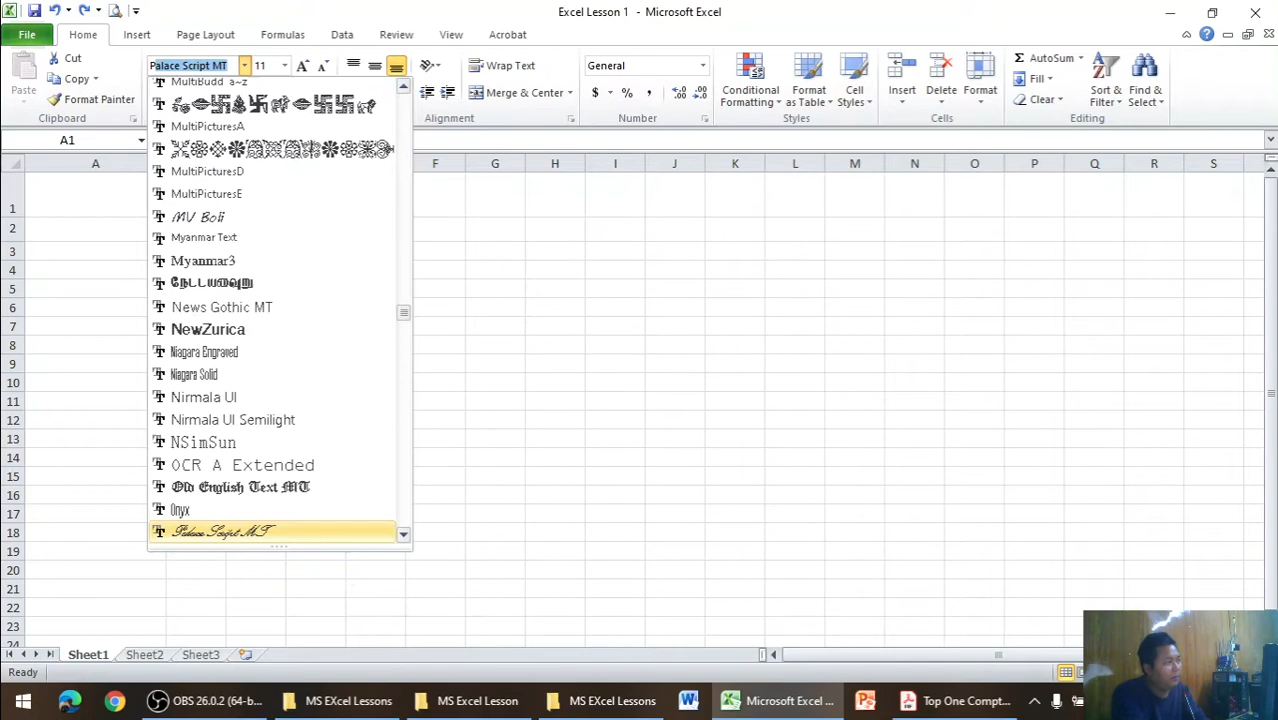 Excel Lesson 1 - Microsoft Excel
File Home Insert Page Layout Formulas Data Review View Acrobat
Cut
Copy
Format Painter
Paste
Clipboard
Palace Script MT 11
Wrap Text
Merge & Center
Alignment
General
$ % ,
Number
Conditional Formatting
Format as Table
Cell Styles
Styles
Insert Delete Format
Cells
AutoSum
Fill
Clear
Sort & Filter
Find & Select
Editing
A1
A F G H I J K L M N O P Q R S
MultiBudd a~z
MultiPicturesA
MultiPicturesD
MultiPicturesE
MV Boli
Myanmar Text
Myanmar3
News Gothic MT
NewZurica
Niagara Engraved
Niagara Solid
Nirmala UI
Nirmala UI Semilight
NSimSun
OCR A Extended
Old English Text MT
Onyx
Palace Script MT
1
2
3
4
5
6
7
8
9
10
11
12
13
14
15
16
17
18
19
20
21
22
23
24
Sheet1 Sheet2 Sheet3
Ready
OBS 26.0.2 (64-b... MS EXcel Lessons MS Excel Lesson MS EXcel Lessons Microsoft Excel ... Top One Compt...